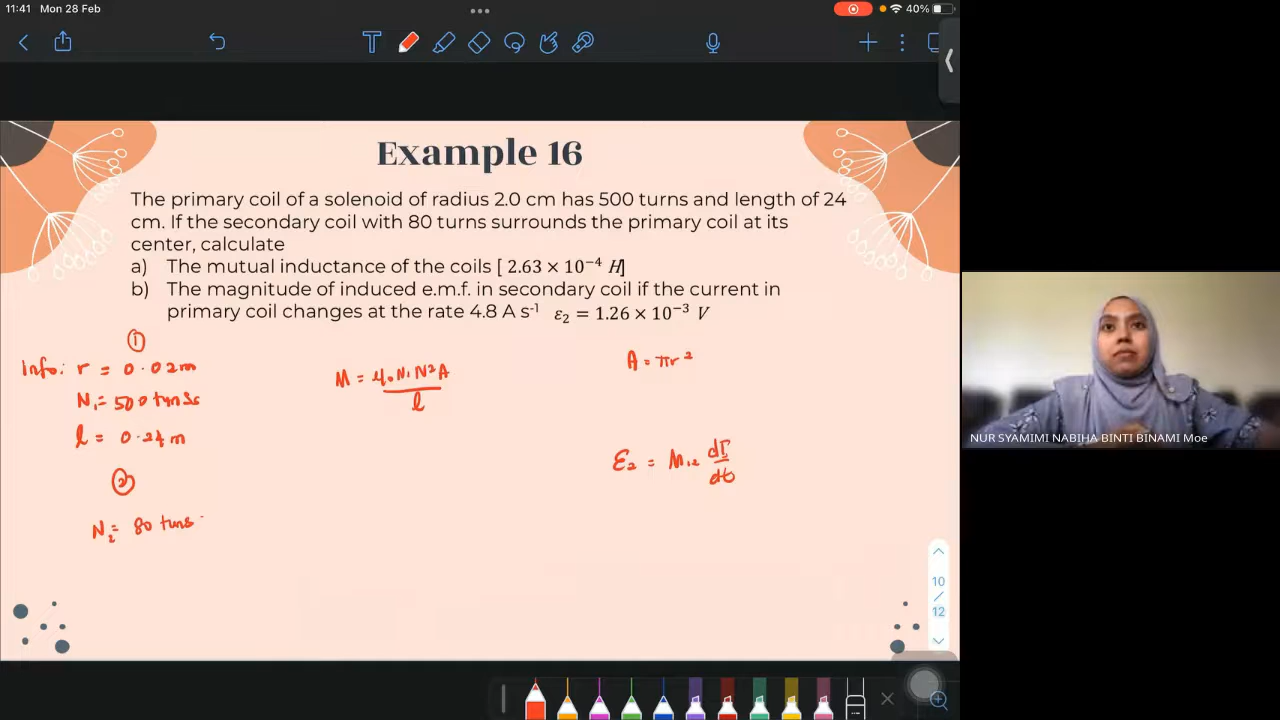 11:41 Mon 28 Feb
40%
Example 16
The primary coil of a solenoid of radius 2.0 cm has 500 turns and length of 24
cm. If the secondary coil with 80 turns surrounds the primary coil at its
center, calculate
a) The mutual inductance of the coils [ 2.63 × 10⁻⁴ H]
b) The magnitude of induced e.m.f. in secondary coil if the current in
primary coil changes at the rate 4.8 A s⁻¹ ε₂ = 1.26 × 10⁻³ V
①
Info: r = 0.02m
N₁ = 500 turns
l = 0.24 m
②
N₂ = 80 turns
M = μ₀N₁N²A / l
A = πr²
ε₂ = M₁₂ dI/dt
NUR SYAMIMI NABIHA BINTI BINAMI Moe
10
/
12